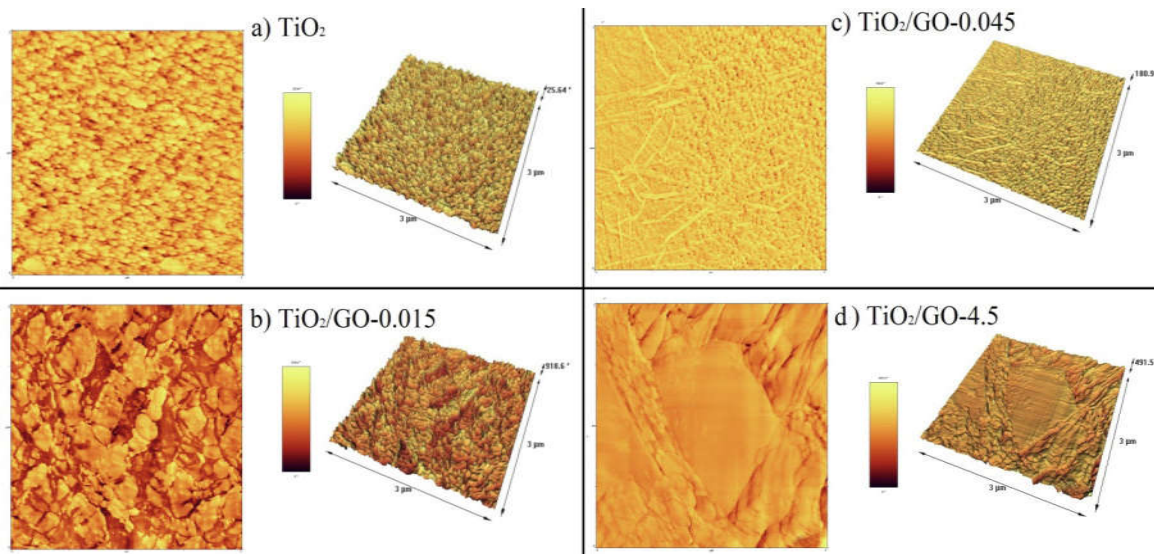 a) TiO₂
25.64 °
3 µm
3 µm
b) TiO₂/GO-0.015
918.6 °
3 µm
3 µm
c) TiO₂/GO-0.045
180.9
3 µm
3 µm
d) TiO₂/GO-4.5
491.5
3 µm
3 µm